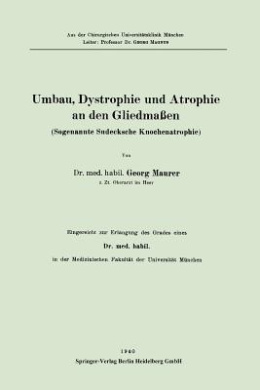 Aus der Chirurgischen Universitätsklinik München
Leiter: Professor Dr. GEORG MAGNUS
Umbau, Dystrophie und Atrophie
an den Gliedmaßen
(Sogenannte Sudecksche Knochenatrophie)
Von
Dr. med. habil. Georg Maurer
z. Zt. Oberarzt im Heer
Eingereicht zur Erlangung des Grades eines
Dr. med. habil.
in der Medizinischen Fakultät der Universität München
1940
Springer-Verlag Berlin Heidelberg GmbH